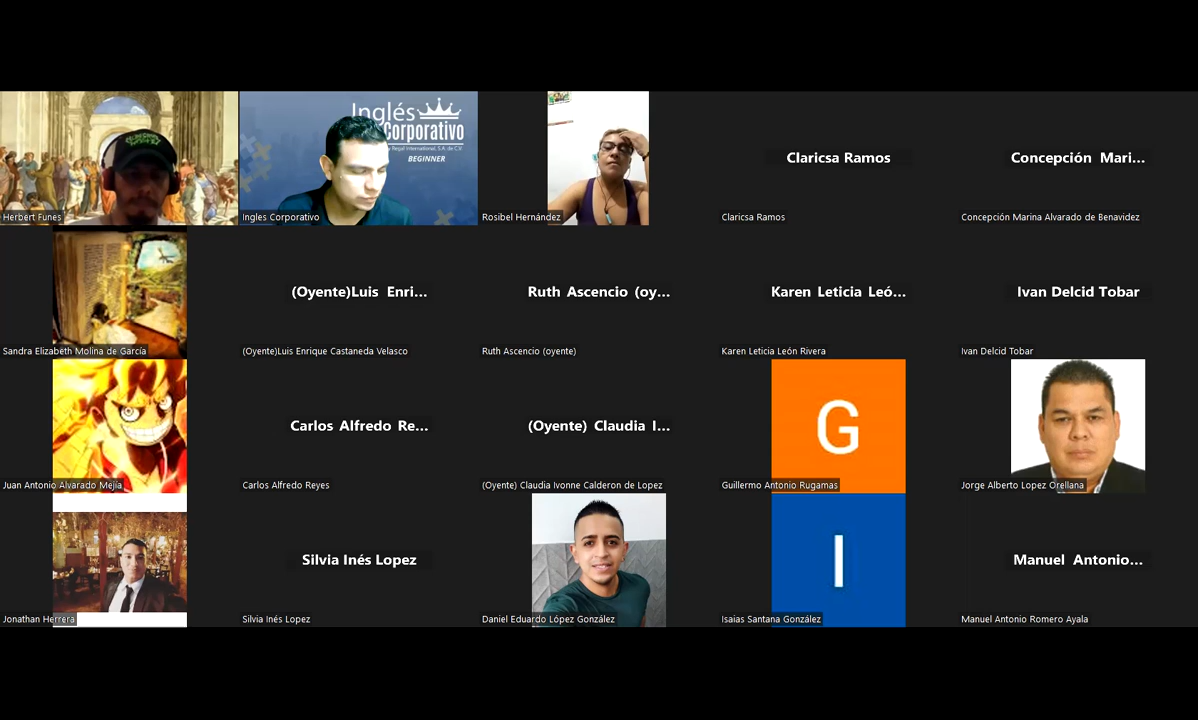 Inglés
Corporativo
Regal International, S.A. de C.V.
BEGINNER
Herbert Funes
Ingles Corporativo
Rosibel Hernández
Claricsa Ramos
Claricsa Ramos
Concepción Mari...
Concepción Marina Alvarado de Benavidez
Sandra Elizabeth Molina de García
(Oyente)Luis Enri...
(Oyente)Luis Enrique Castaneda Velasco
Ruth Ascencio (oy...
Ruth Ascencio (oyente)
Karen Leticia Leó...
Karen Leticia León Rivera
Ivan Delcid Tobar
Ivan Delcid Tobar
Juan Antonio Alvarado Mejía
Carlos Alfredo Re...
Carlos Alfredo Reyes
(Oyente) Claudia I...
(Oyente) Claudia Ivonne Calderon de Lopez
G
Guillermo Antonio Rugamas
Jorge Alberto Lopez Orellana
Jonathan Herrera
Silvia Inés Lopez
Silvia Inés Lopez
Daniel Eduardo López González
I
Isaias Santana González
Manuel Antonio...
Manuel Antonio Romero Ayala